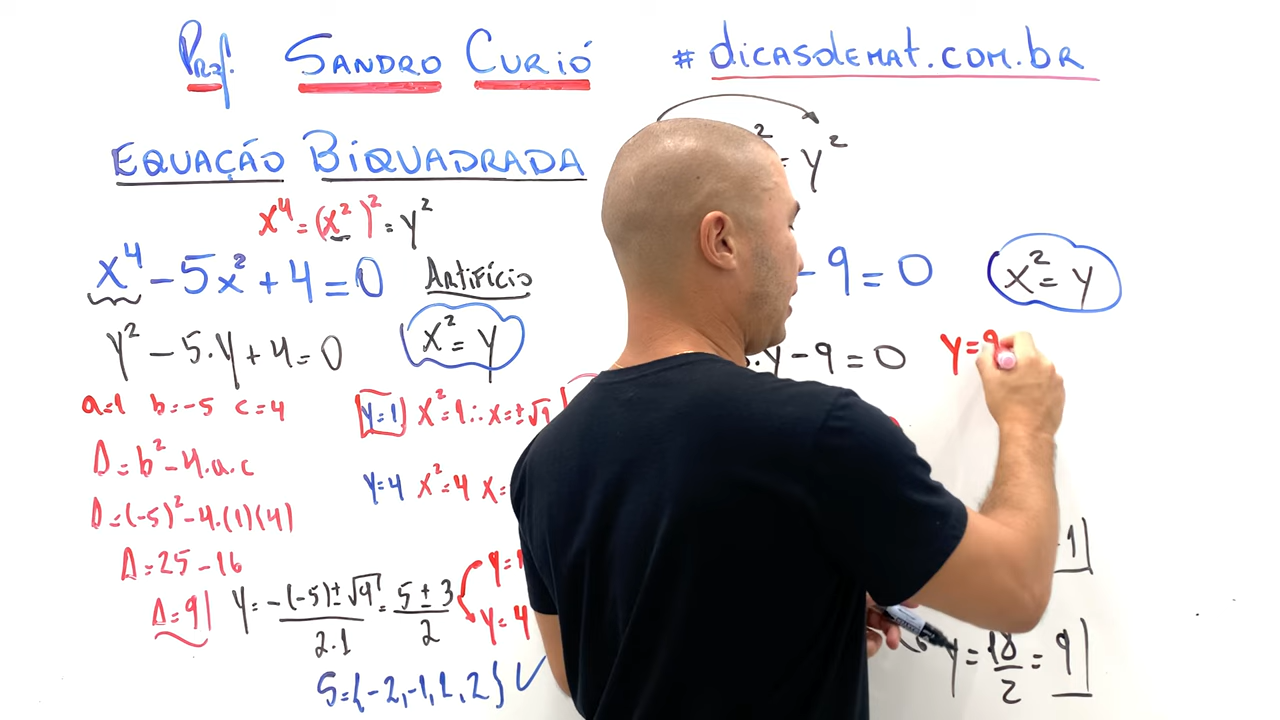 Prof. SANDRO CURIÓ # dicasdemat.com.br
EQUAÇÃO BIQUADRADA
x⁴ = (x²)² = y²
x⁴ - 5x² + 4 = 0 ARTIFÍCIO
y² - 5.y + 4 = 0 x² = y
a=1 b=-5 c=4
Δ = b² - 4.a.c
Δ = (-5)² - 4.(1)(4)
Δ = 25 - 16
Δ = 9
y = -(-5) ± √9 / 2.1 = 5 ± 3 / 2
y = 4
y=1 x²=1 ∴ x=±√1
y=4 x²=4 x=
S={-2,-1,1,2}
² = y²
- 9 = 0 x² = y
.y - 9 = 0 y = 9
-1
y = 18/2 = 9